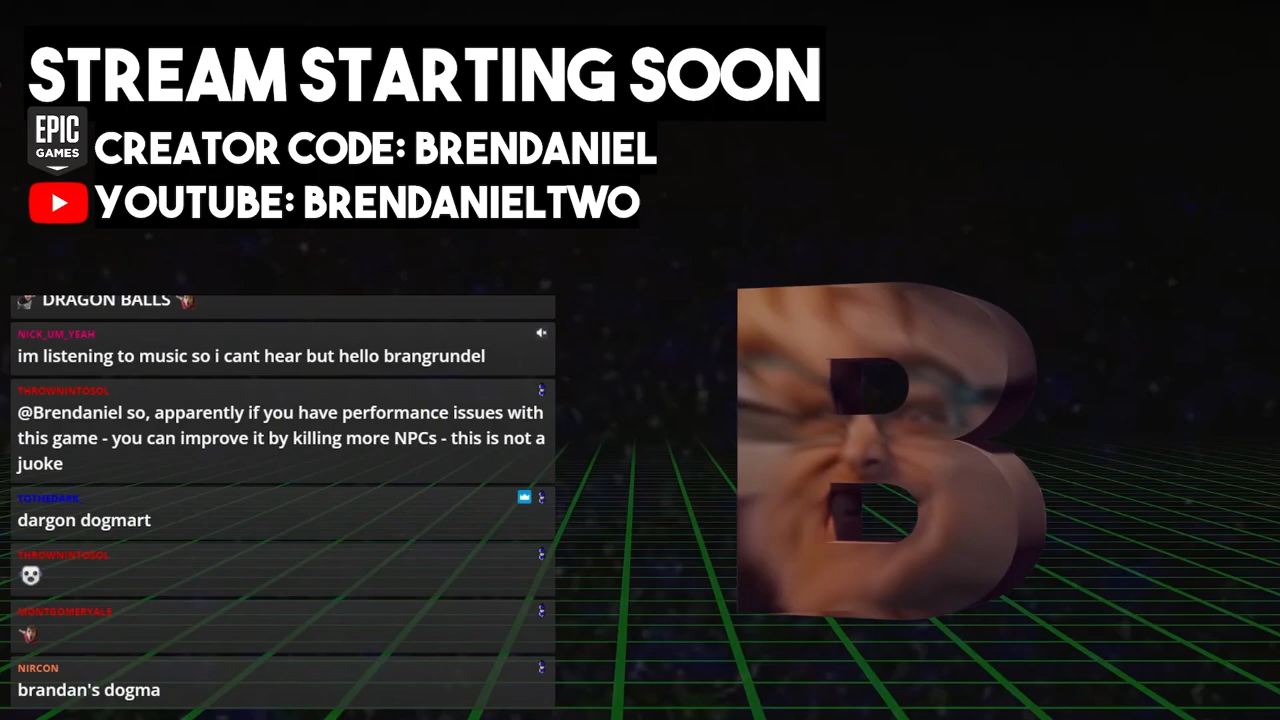 STREAM STARTING SOON
EPIC
GAMES
CREATOR CODE: BRENDANIEL
YOUTUBE: BRENDANIELTWO
DRAGON BALLS
NICK_UM_YEAH
im listening to music so i cant hear but hello brangrundel
THROWNINTOSOL
@Brendaniel so, apparently if you have performance issues with
this game - you can improve it by killing more NPCs - this is not a
juoke
TOTHEDARK
dargon dogmart
THROWNINTOSOL
MONTGOMERYALE
NIRCON
brandan's dogma
B